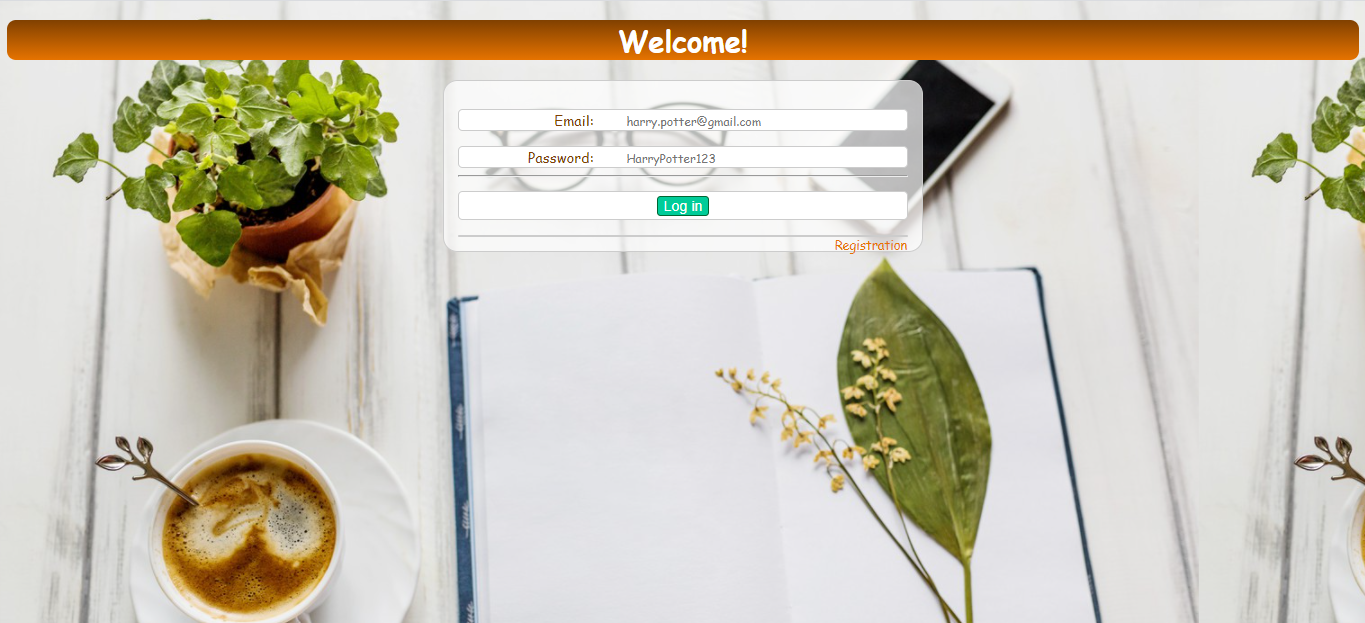 Welcome!
Email: harry.potter@gmail.com
Password: HarryPotter123
Log in
Registration